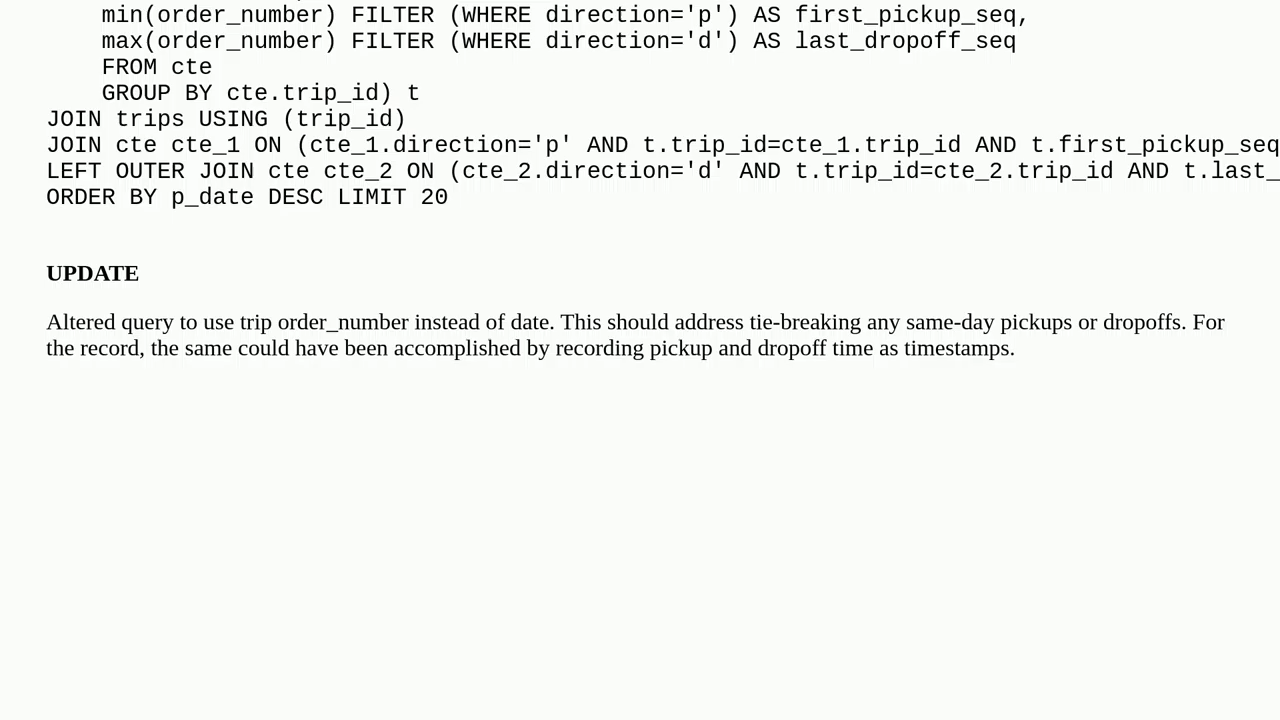 min(order_number) FILTER (WHERE direction='p') AS first_pickup_seq,
max(order_number) FILTER (WHERE direction='d') AS last_dropoff_seq
FROM cte
GROUP BY cte.trip_id) t
JOIN trips USING (trip_id)
JOIN cte cte_1 ON (cte_1.direction='p' AND t.trip_id=cte_1.trip_id AND t.first_pickup_seq
LEFT OUTER JOIN cte cte_2 ON (cte_2.direction='d' AND t.trip_id=cte_2.trip_id AND t.last_
ORDER BY p_date DESC LIMIT 20
UPDATE
Altered query to use trip order_number instead of date. This should address tie-breaking any same-day pickups or dropoffs. For
the record, the same could have been accomplished by recording pickup and dropoff time as timestamps.